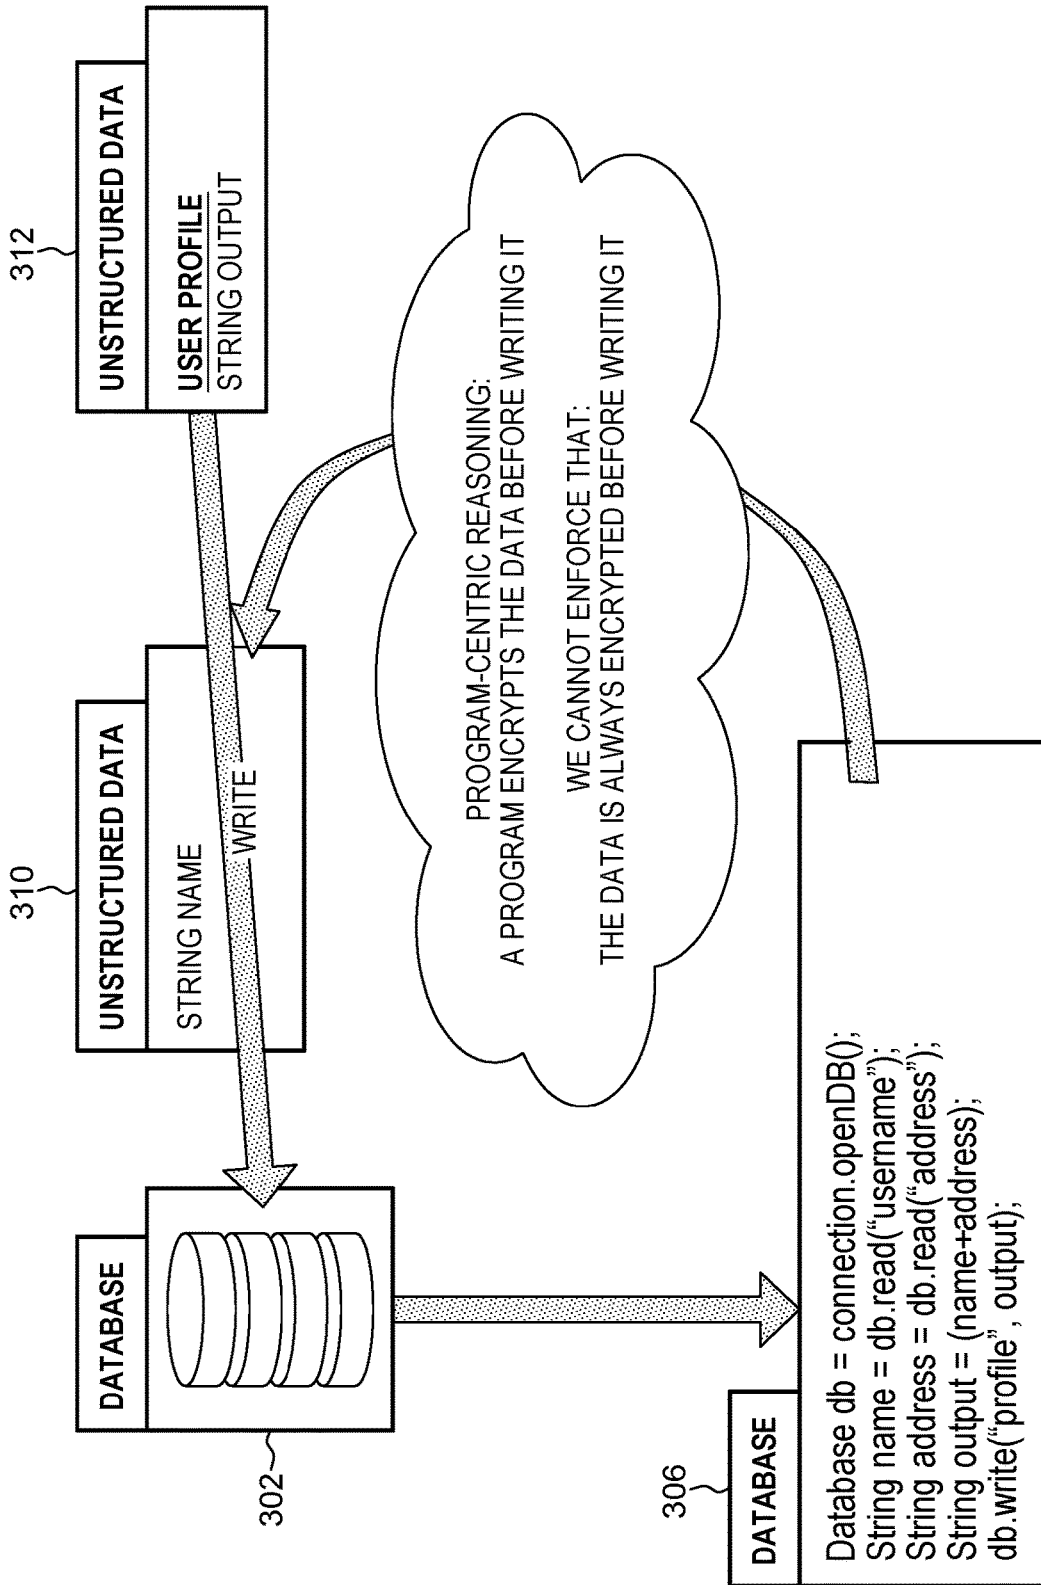 302
DATABASE
310
UNSTRUCTURED DATA
STRING NAME
WRITE
312
UNSTRUCTURED DATA
USER PROFILE
STRING OUTPUT
PROGRAM-CENTRIC REASONING:
A PROGRAM ENCRYPTS THE DATA BEFORE WRITING IT
WE CANNOT ENFORCE THAT:
THE DATA IS ALWAYS ENCRYPTED BEFORE WRITING IT
306
DATABASE
Database db = connection.openDB();
String name = db.read(“username”);
String address = db.read(“address”);
String output = (name+address);
db.write(“profile”, output);